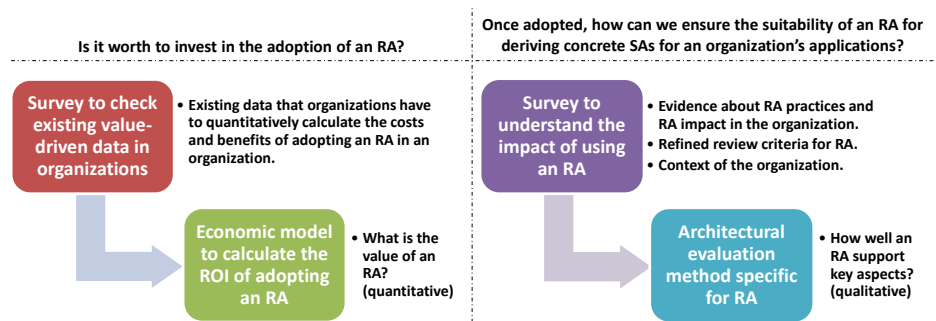 Is it worth to invest in the adoption of an RA?
Survey to check
existing value-
driven data in
organizations
• Existing data that organizations have
to quantitatively calculate the costs
and benefits of adopting an RA in an
organization.
Economic model
to calculate the
ROI of adopting
an RA
• What is the
value of an
RA?
(quantitative)
Once adopted, how can we ensure the suitability of an RA for
deriving concrete SAs for an organization's applications?
Survey to
understand the
impact of using
an RA
• Evidence about RA practices and
RA impact in the organization.
• Refined review criteria for RA.
• Context of the organization.
Architectural
evaluation
method specific
for RA
• How well an
RA support
key aspects?
(qualitative)